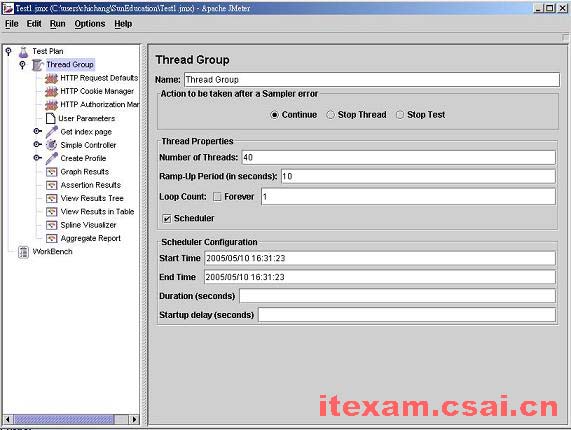 Test1.jmx (C:\users\chichang\SunEducation\Test1.jmx) - Apache JMeter
File Edit Run Options Help
Test Plan
Thread Group
HTTP Request Defaults
HTTP Cookie Manager
HTTP Authorization Mar
User Parameters
Get index page
Simple Controller
Create Profile
Graph Results
Assertion Results
View Results Tree
View Results in Table
Spline Visualizer
Aggregate Report
WorkBench
Thread Group
Name: Thread Group
Action to be taken after a Sampler error
Continue Stop Thread Stop Test
Thread Properties
Number of Threads: 40
Ramp-Up Period (in seconds): 10
Loop Count: Forever 1
Scheduler
Scheduler Configuration
Start Time 2005/05/10 16:31:23
End Time 2005/05/10 16:31:23
Duration (seconds)
Startup delay (seconds)
itexam.csai.cn